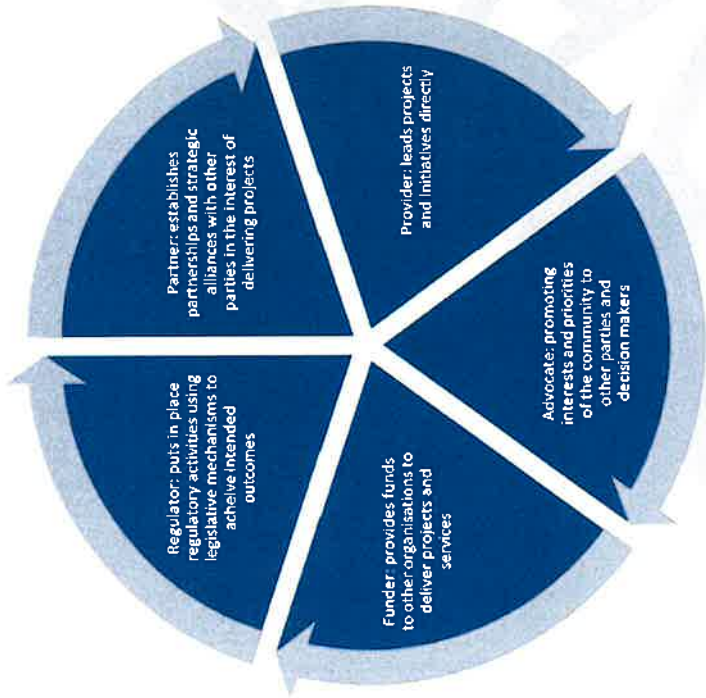 Partner: establishes
partnerships and strategic
alliances with other
parties in the interest of
delivering projects
Provider: leads projects
and initiatives directly
Advocate: promoting
interests and priorities
of the community to
other parties and
decision makers
Funder: provides funds
to other organisations to
deliver projects and
services
Regulator: puts in place
regulatory activities using
legislative mechanisms to
acheive intended
outcomes